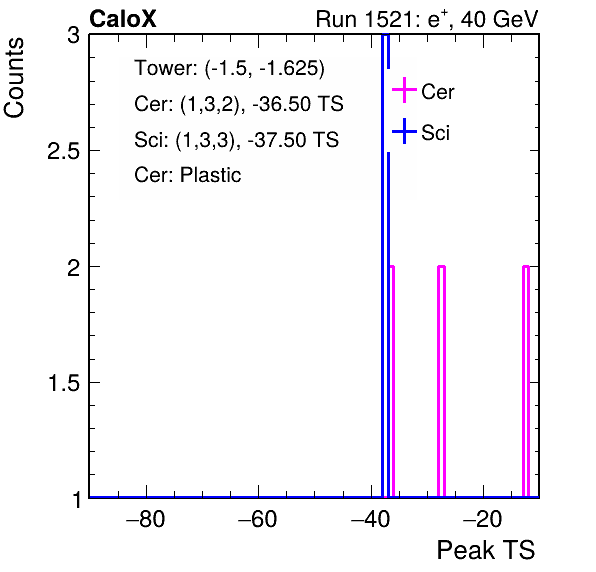 CaloX Run 1521: e⁺, 40 GeV
Counts
Tower: (-1.5, -1.625)
Cer: (1,3,2), -36.50 TS
Sci: (1,3,3), -37.50 TS
Cer: Plastic
Cer
Sci
3
2.5
2
1.5
1
−80 −60 −40 −20
Peak TS